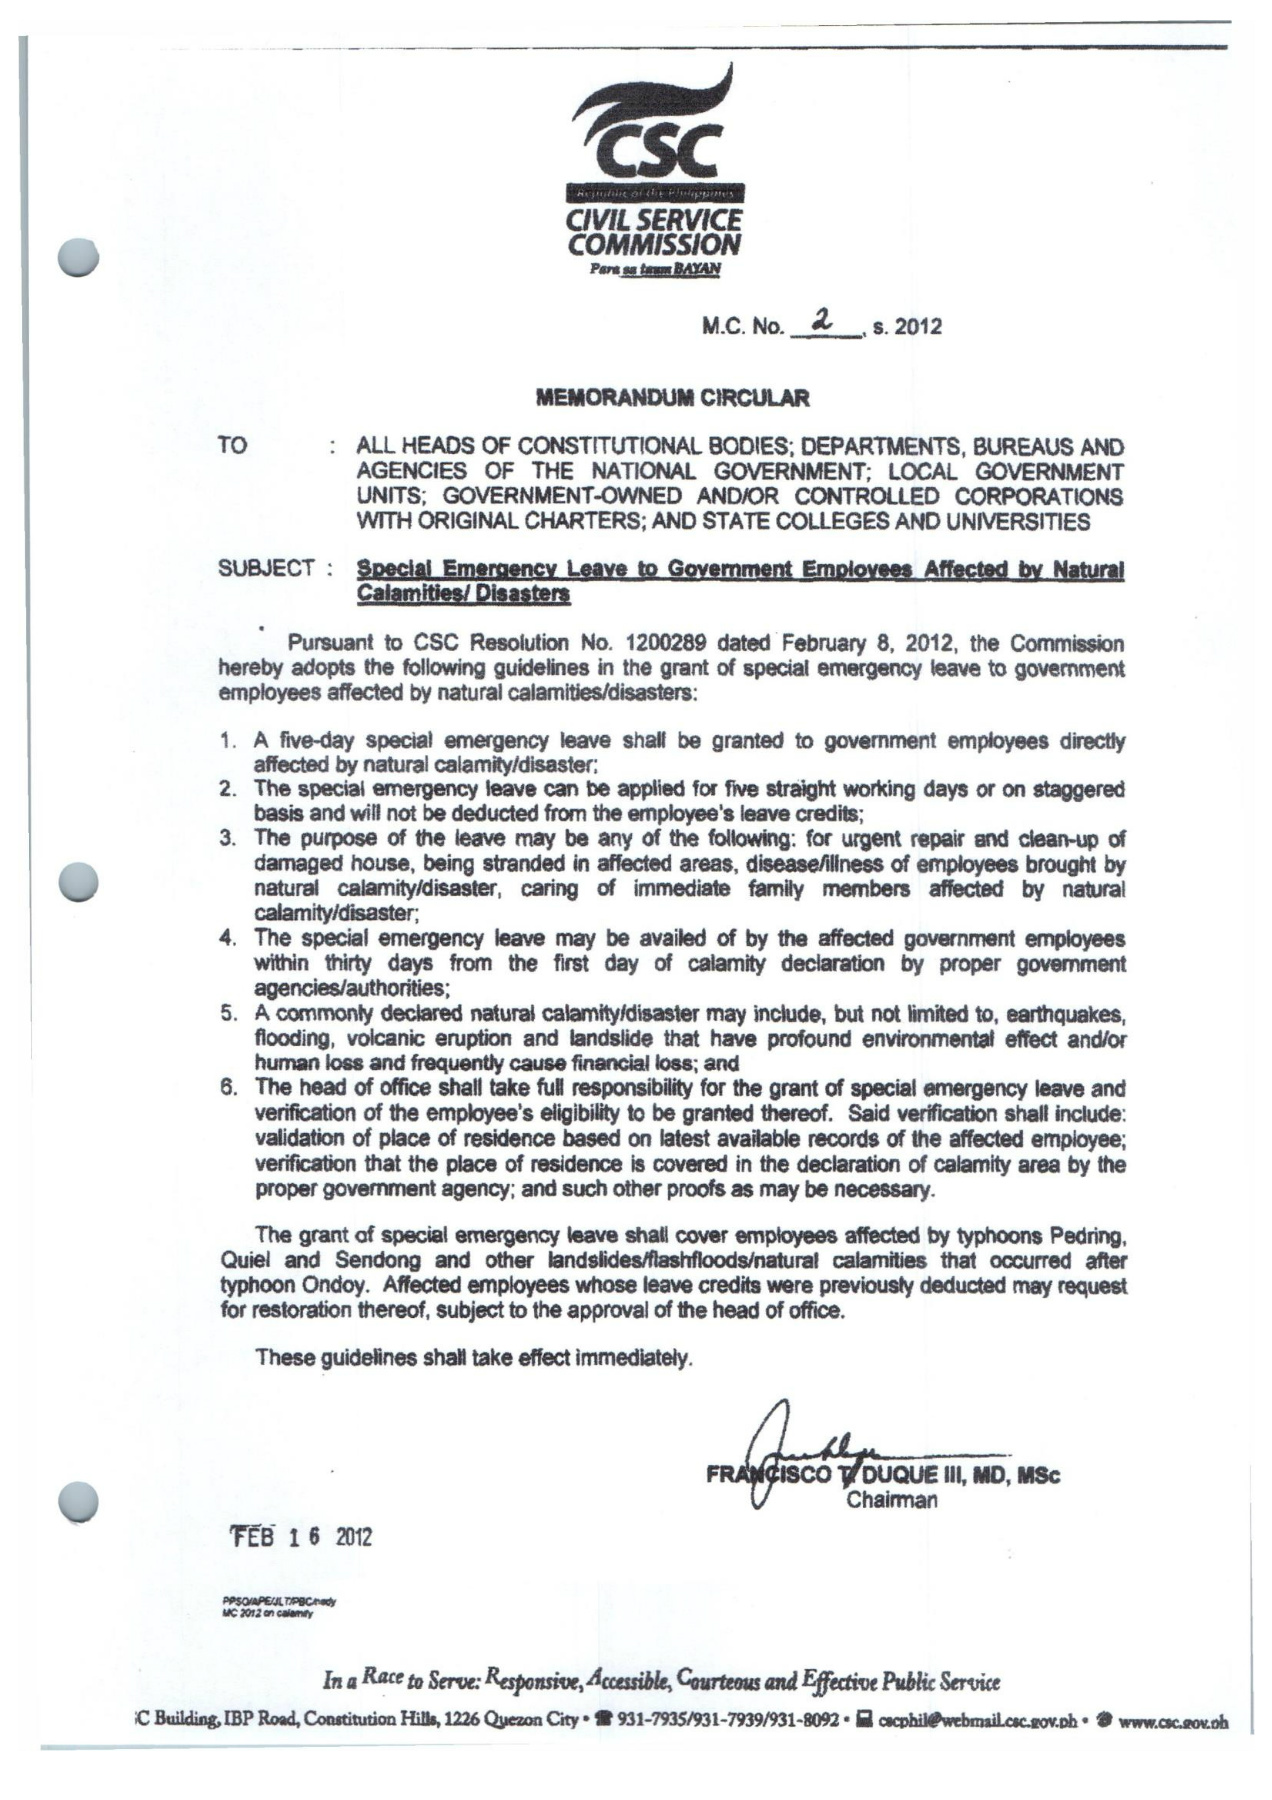 CSC
Republic of the Philippines
CIVIL SERVICE
COMMISSION
Para sa taum BAYAN
M.C. No. 2, s. 2012
MEMORANDUM CIRCULAR
TO : ALL HEADS OF CONSTITUTIONAL BODIES; DEPARTMENTS, BUREAUS AND
AGENCIES OF THE NATIONAL GOVERNMENT; LOCAL GOVERNMENT
UNITS; GOVERNMENT-OWNED AND/OR CONTROLLED CORPORATIONS
WITH ORIGINAL CHARTERS; AND STATE COLLEGES AND UNIVERSITIES
SUBJECT : Special Emergency Leave to Government Employees Affected by Natural
Calamities/ Disasters
Pursuant to CSC Resolution No. 1200289 dated February 8, 2012, the Commission
hereby adopts the following guidelines in the grant of special emergency leave to government
employees affected by natural calamities/disasters:
1. A five-day special emergency leave shall be granted to government employees directly
affected by natural calamity/disaster;
2. The special emergency leave can be applied for five straight working days or on staggered
basis and will not be deducted from the employee's leave credits;
3. The purpose of the leave may be any of the following: for urgent repair and clean-up of
damaged house, being stranded in affected areas, disease/illness of employees brought by
natural calamity/disaster, caring of immediate family members affected by natural
calamity/disaster;
4. The special emergency leave may be availed of by the affected government employees
within thirty days from the first day of calamity declaration by proper government
agencies/authorities;
5. A commonly declared natural calamity/disaster may include, but not limited to, earthquakes,
flooding, volcanic eruption and landslide that have profound environmental effect and/or
human loss and frequently cause financial loss; and
6. The head of office shall take full responsibility for the grant of special emergency leave and
verification of the employee's eligibility to be granted thereof. Said verification shall include:
validation of place of residence based on latest available records of the affected employee;
verification that the place of residence is covered in the declaration of calamity area by the
proper government agency; and such other proofs as may be necessary.
The grant of special emergency leave shall cover employees affected by typhoons Pedring,
Quiel and Sendong and other landslides/flashfloods/natural calamities that occurred after
typhoon Ondoy. Affected employees whose leave credits were previously deducted may request
for restoration thereof, subject to the approval of the head of office.
These guidelines shall take effect immediately.
FRANCISCO T. DUQUE III, MD, MSc
Chairman
FEB 16 2012
MC 2012 on calamity
In a Race to Serve: Responsive, Accessible, Courteous and Effective Public Service
C Building, IBP Road, Constitution Hills, 1226 Quezon City • 931-7935/931-7939/931-8092 • cscphil@webmail.csc.gov.ph • www.csc.gov.ph